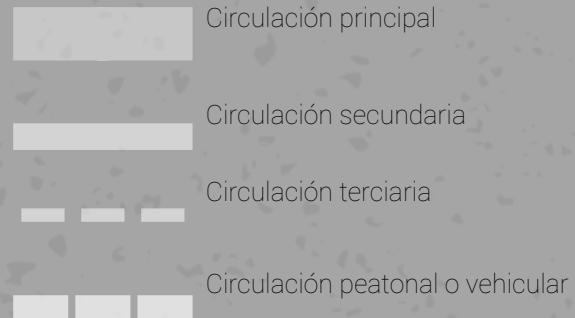 Circulación principal
Circulación secundaria
Circulación terciaria
Circulación peatonal o vehicular